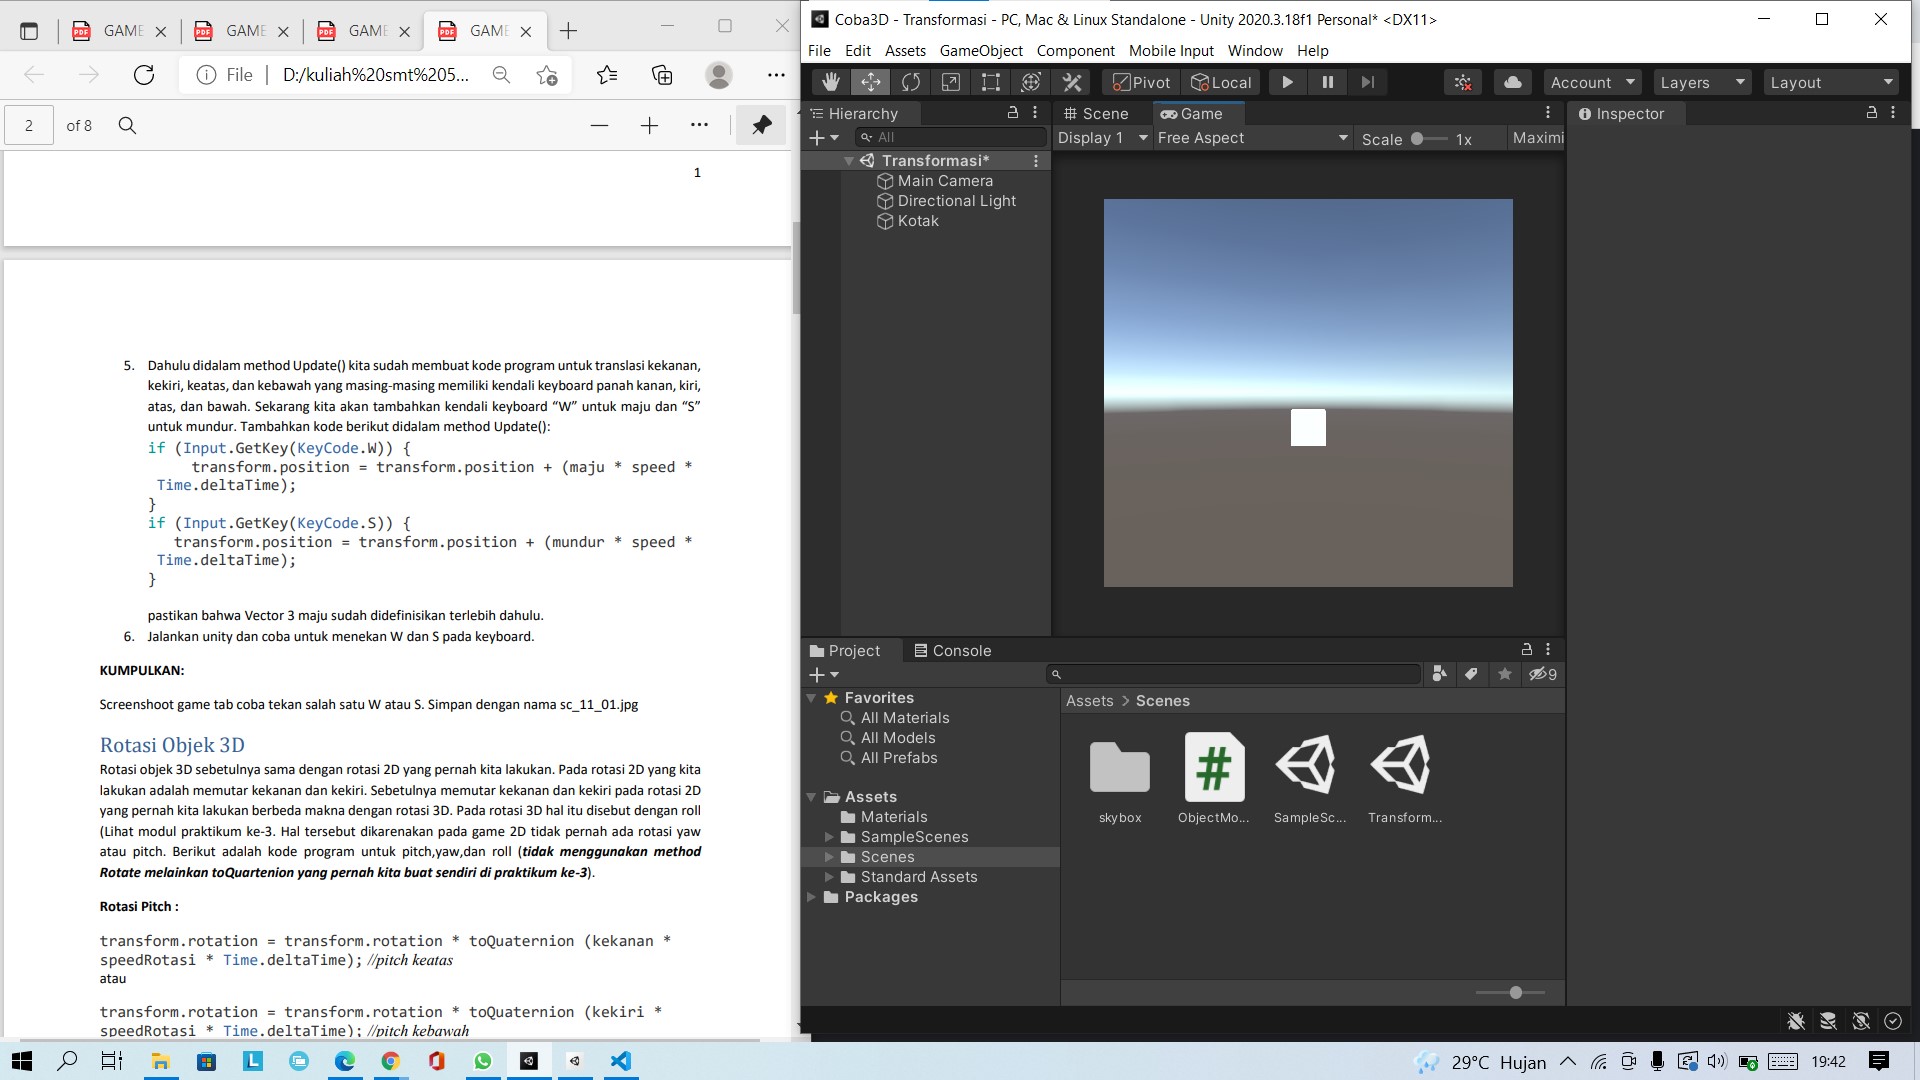 GAME
GAME
GAME
GAME
File
D:/kuliah%20smt%205...
2
of 8
1
5. Dahulu didalam method Update() kita sudah membuat kode program untuk translasi kekanan,
kekiri, keatas, dan kebawah yang masing-masing memiliki kendali keyboard panah kanan, kiri,
atas, dan bawah. Sekarang kita akan tambahkan kendali keyboard “W” untuk maju dan “S”
untuk mundur. Tambahkan kode berikut didalam method Update():
if (Input.GetKey(KeyCode.W)) {
transform.position = transform.position + (maju * speed *
Time.deltaTime);
}
if (Input.GetKey(KeyCode.S)) {
transform.position = transform.position + (mundur * speed *
Time.deltaTime);
}
pastikan bahwa Vector 3 maju sudah didefinisikan terlebih dahulu.
6. Jalankan unity dan coba untuk menekan W dan S pada keyboard.
KUMPULKAN:
Screenshoot game tab coba tekan salah satu W atau S. Simpan dengan nama sc_11_01.jpg
Rotasi Objek 3D
Rotasi objek 3D sebetulnya sama dengan rotasi 2D yang pernah kita lakukan. Pada rotasi 2D yang kita
lakukan adalah memutar kekanan dan kekiri. Sebetulnya memutar kekanan dan kekiri pada rotasi 2D
yang pernah kita lakukan berbeda makna dengan rotasi 3D. Pada rotasi 3D hal itu disebut dengan roll
(Lihat modul praktikum ke-3. Hal tersebut dikarenakan pada game 2D tidak pernah ada rotasi yaw
atau pitch. Berikut adalah kode program untuk pitch,yaw,dan roll (tidak menggunakan method
Rotate melainkan toQuartenion yang pernah kita buat sendiri di praktikum ke-3).
Rotasi Pitch :
transform.rotation = transform.rotation * toQuaternion (kekanan *
speedRotasi * Time.deltaTime); //pitch keatas
atau
transform.rotation = transform.rotation * toQuaternion (kekiri *
speedRotasi * Time.deltaTime); //pitch kebawah
Coba3D - Transformasi - PC, Mac & Linux Standalone - Unity 2020.3.18f1 Personal* <DX11>
File Edit Assets GameObject Component Mobile Input Window Help
Pivot Local Account Layers Layout
Hierarchy
All
Transformasi*
Main Camera
Directional Light
Kotak
Scene Game
Display 1 Free Aspect Scale 1x Maximi
Inspector
Project Console
9
Favorites
All Materials
All Models
All Prefabs
Assets
Materials
SampleScenes
Scenes
Standard Assets
Packages
Assets > Scenes
skybox
ObjectMo...
SampleSc...
Transform...
29°C Hujan
19:42